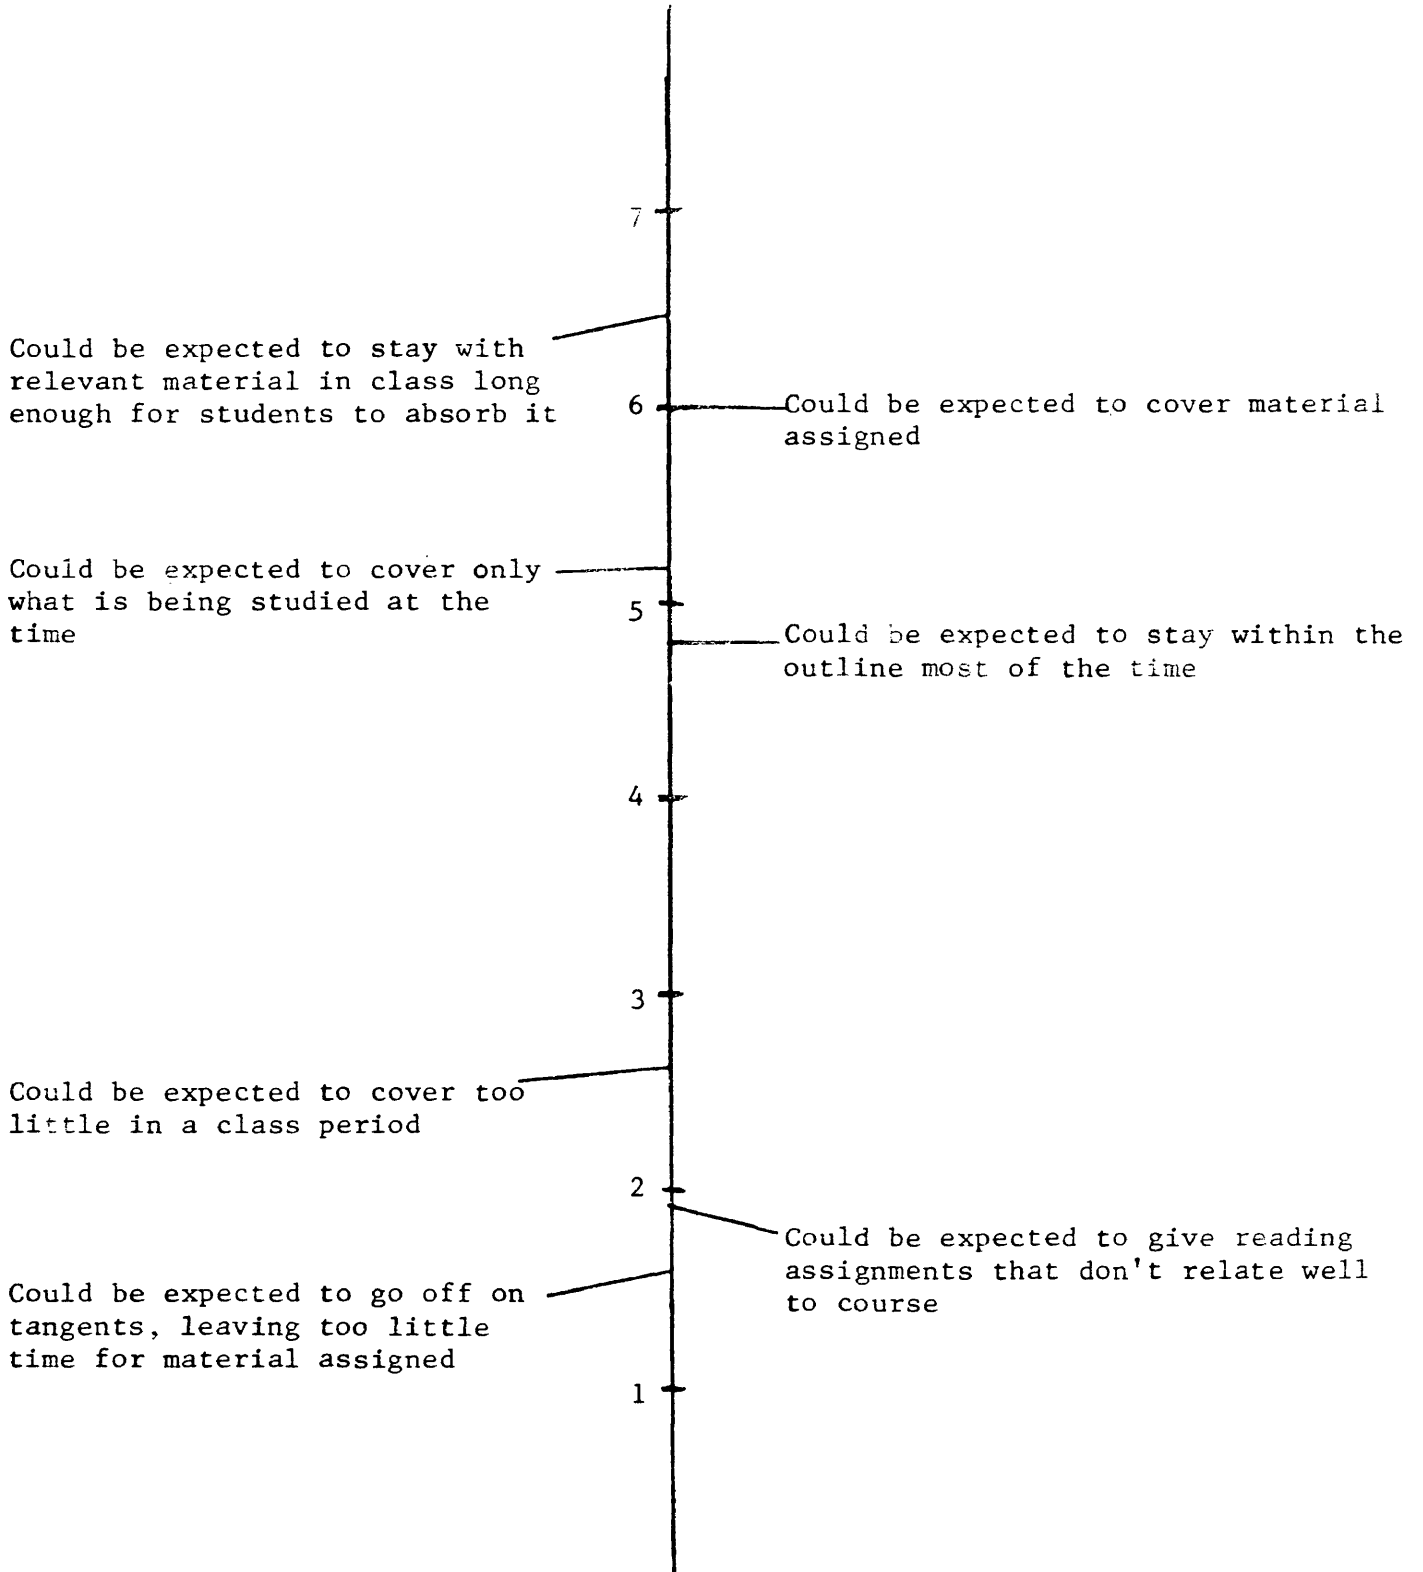 7
Could be expected to stay with
relevant material in class long
enough for students to absorb it
6
Could be expected to cover material
assigned
Could be expected to cover only
what is being studied at the
time
5
Could be expected to stay within the
outline most of the time
4
3
Could be expected to cover too
little in a class period
2
Could be expected to give reading
assignments that don't relate well
to course
Could be expected to go off on
tangents, leaving too little
time for material assigned
1